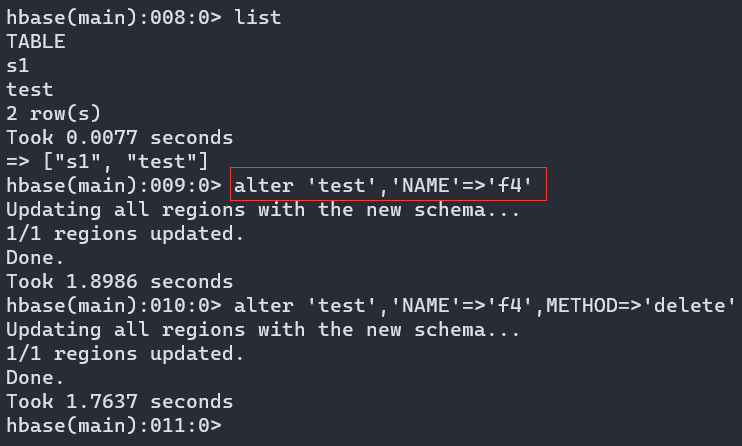 hbase(main):008:0> list
TABLE
s1
test
2 row(s)
Took 0.0077 seconds
=> ["s1", "test"]
hbase(main):009:0> alter 'test','NAME'=>'f4'
Updating all regions with the new schema...
1/1 regions updated.
Done.
Took 1.8986 seconds
hbase(main):010:0> alter 'test','NAME'=>'f4',METHOD=>'delete'
Updating all regions with the new schema...
1/1 regions updated.
Done.
Took 1.7637 seconds
hbase(main):011:0>